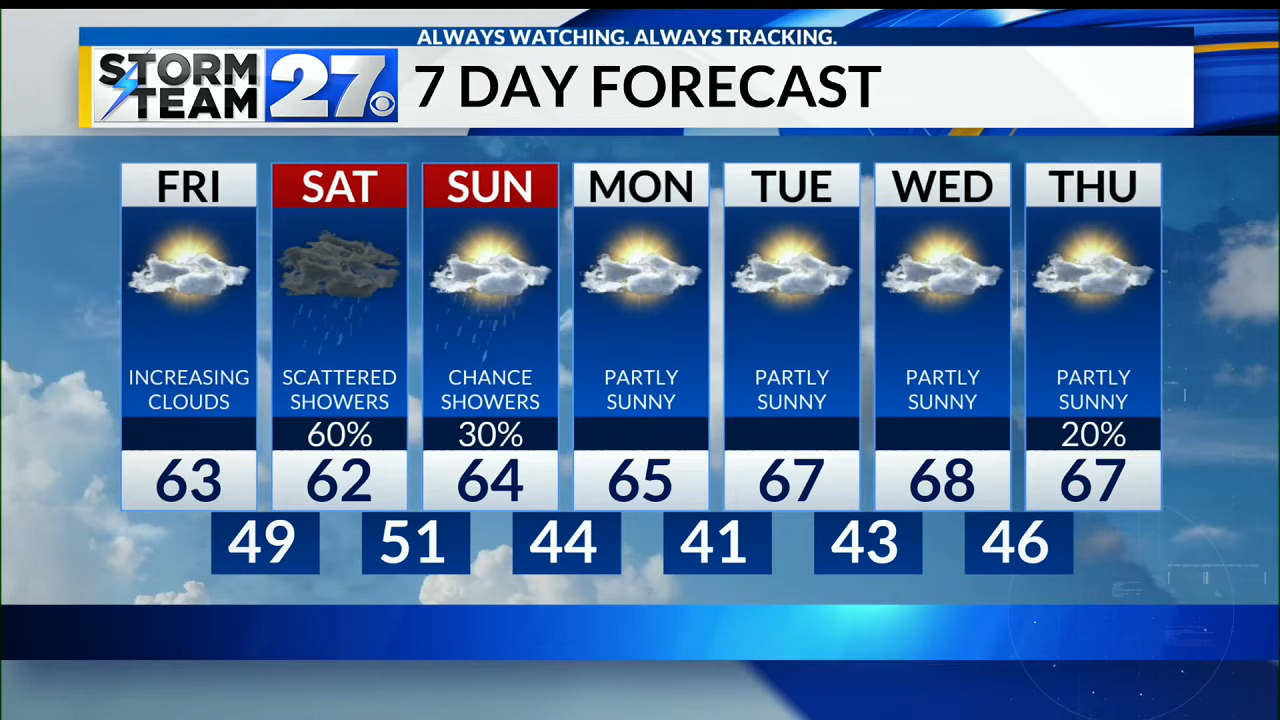 ALWAYS WATCHING. ALWAYS TRACKING.
STORM
TEAM
27
7 DAY FORECAST
FRI
SAT
SUN
MON
TUE
WED
THU
INCREASING
CLOUDS
SCATTERED
SHOWERS
CHANCE
SHOWERS
PARTLY
SUNNY
PARTLY
SUNNY
PARTLY
SUNNY
PARTLY
SUNNY
60%
30%
20%
63
62
64
65
67
68
67
49
51
44
41
43
46